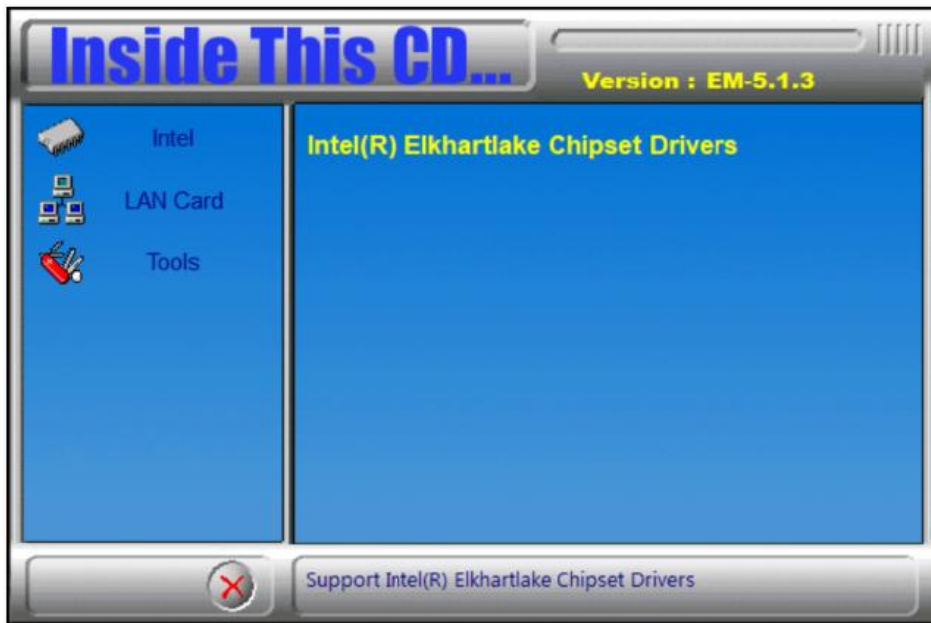 Inside This CD...
Version : EM-5.1.3
Intel
LAN Card
Tools
Intel(R) Elkhartlake Chipset Drivers
Support Intel(R) Elkhartlake Chipset Drivers